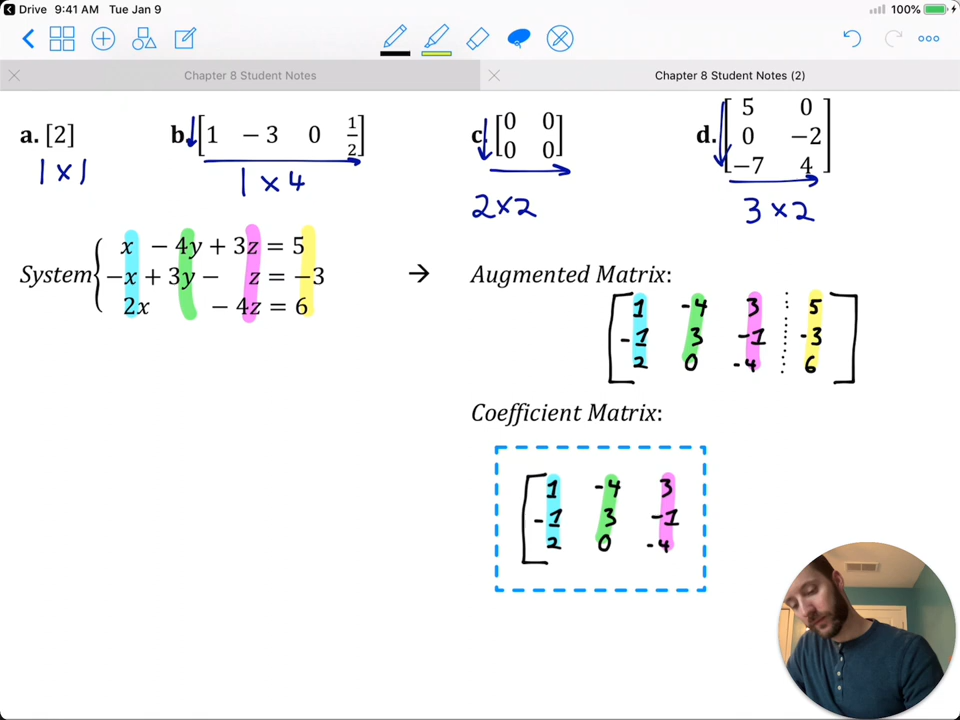 Drive 9:41 AM Tue Jan 9 100%
Chapter 8 Student Notes
Chapter 8 Student Notes (2)
a. [2] b. [1 −3 0 1/2] c. [0 0 d. [5 0
0 0] 0 −2
−7 4]
1 x 1 1 x 4 2 x 2 3 x 2
System { x − 4y + 3z = 5
−x + 3y − z = −3
2x − 4z = 6
→ Augmented Matrix:
[ 1 -4 3 ⋮ 5
-1 3 -1 ⋮ -3
2 0 -4 ⋮ 6 ]
Coefficient Matrix:
[ 1 -4 3
-1 3 -1
2 0 -4